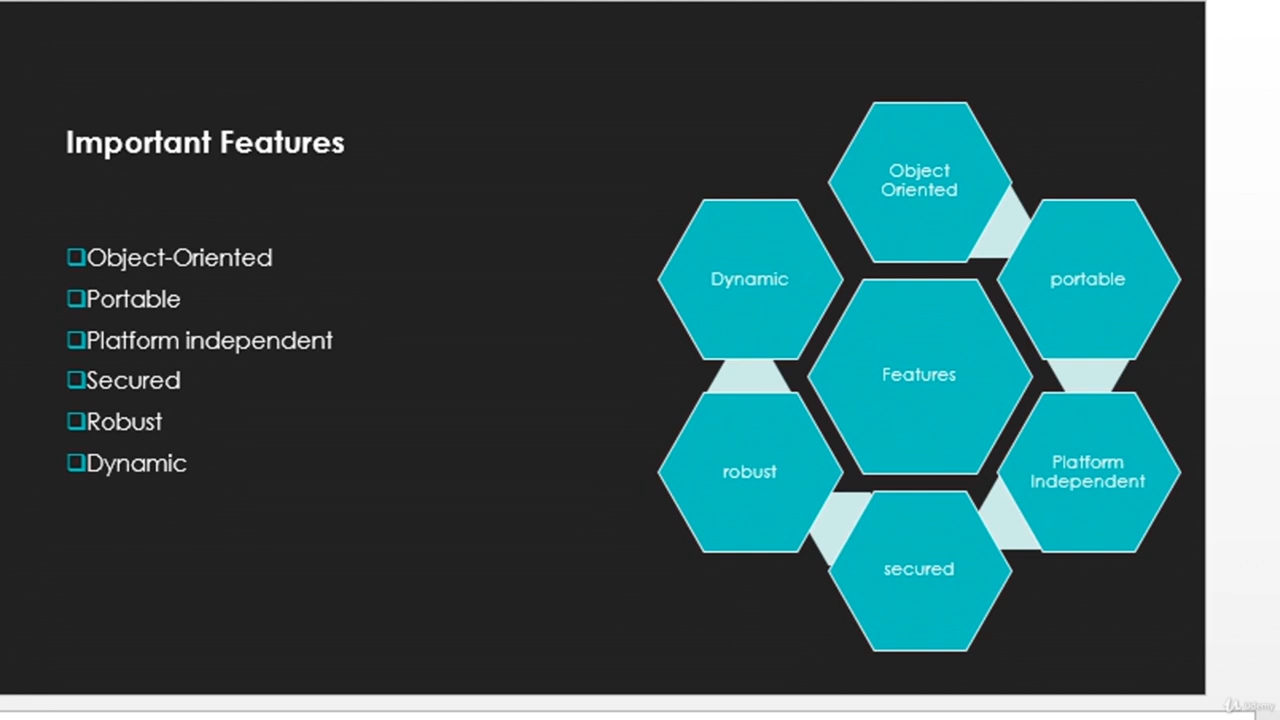 Important Features
Object-Oriented
Portable
Platform independent
Secured
Robust
Dynamic
Object
Oriented
Dynamic
portable
Features
robust
Platform
Independent
secured
Udemy